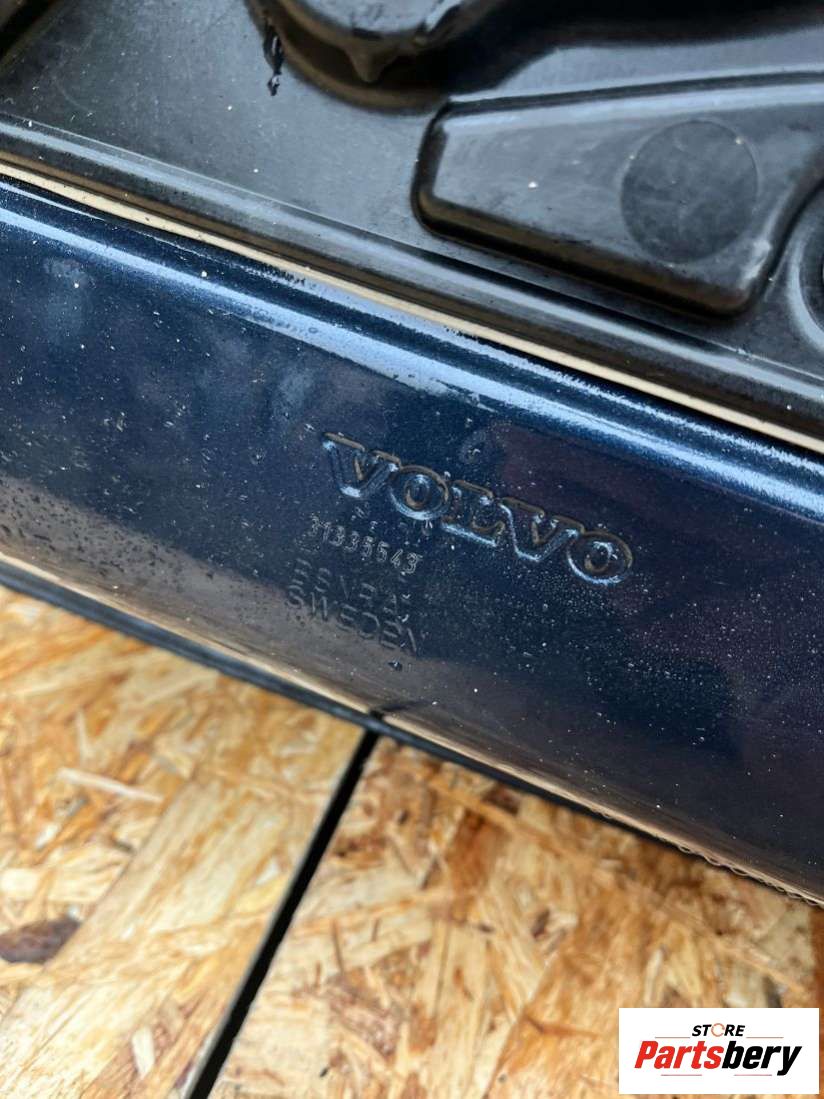 VOLVO
31335543
SWEDEN
STORE
Partsbery